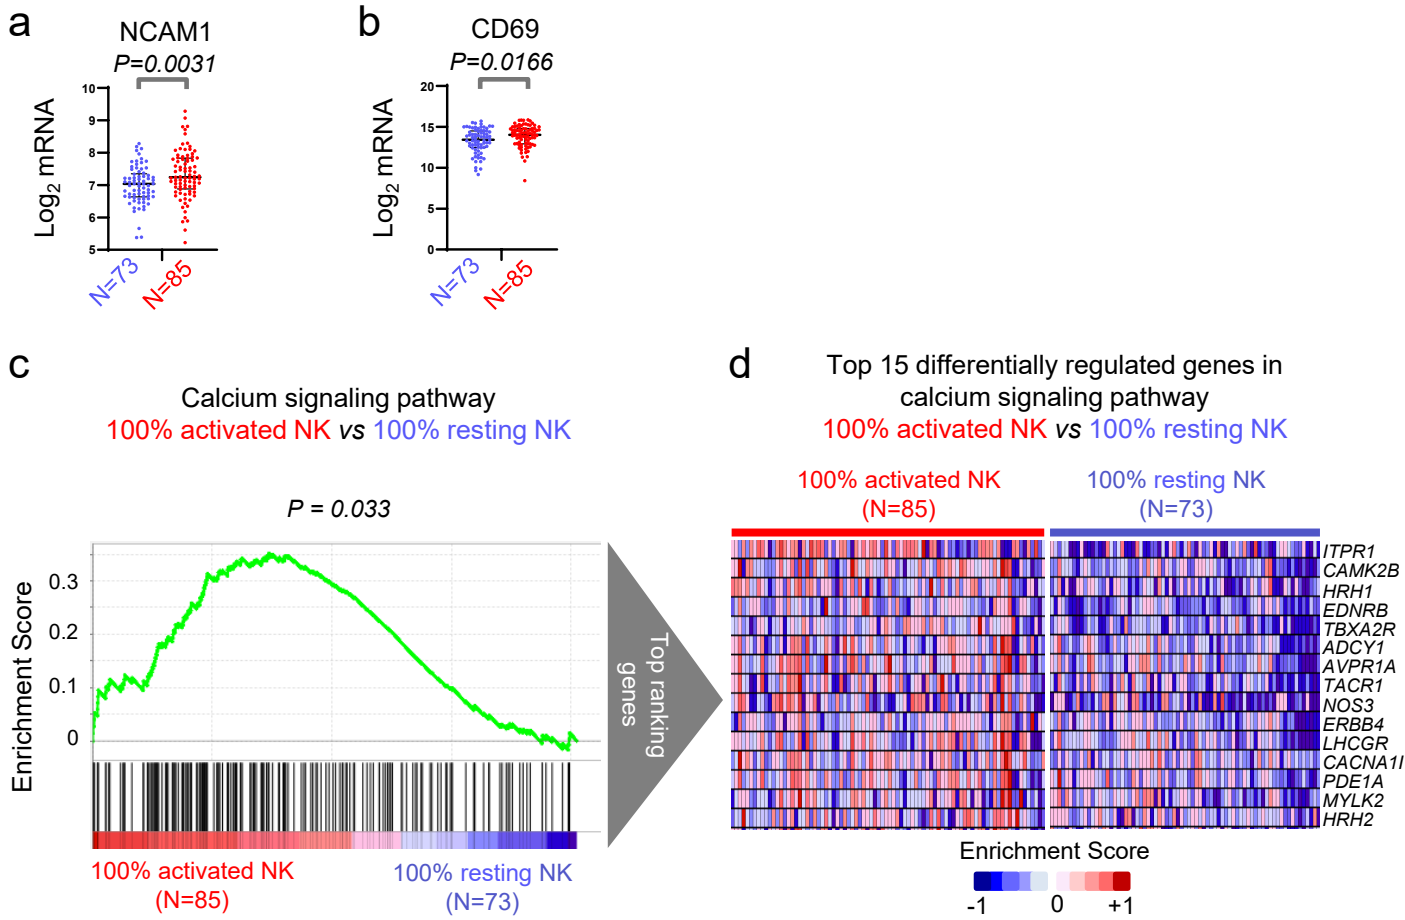 a
NCAM1
P=0.0031
Log2 mRNA
10
9
8
7
6
5
N=73
N=85
b
CD69
P=0.0166
Log2 mRNA
20
15
10
5
0
N=73
N=85
c
Calcium signaling pathway
100% activated NK vs 100% resting NK
P = 0.033
Enrichment Score
0.3
0.2
0.1
0
100% activated NK
(N=85)
100% resting NK
(N=73)
Top ranking
genes
d
Top 15 differentially regulated genes in
calcium signaling pathway
100% activated NK vs 100% resting NK
100% activated NK
(N=85)
100% resting NK
(N=73)
ITPR1
CAMK2B
HRH1
EDNRB
TBXA2R
ADCY1
AVPR1A
TACR1
NOS3
ERBB4
LHCGR
CACNA1I
PDE1A
MYLK2
HRH2
Enrichment Score
-1 0 +1